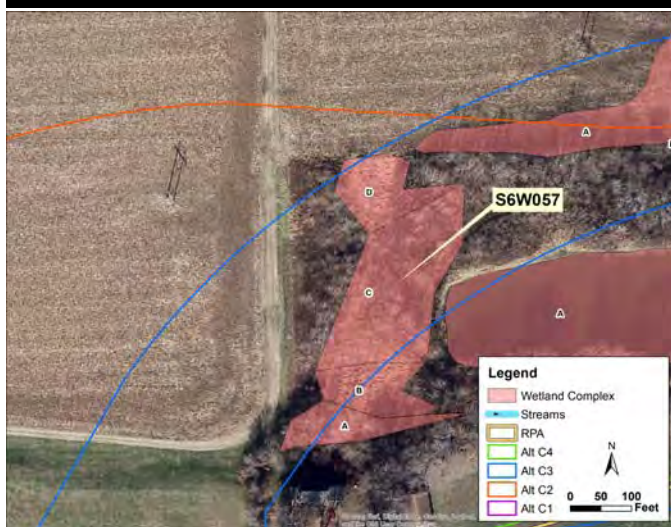 A
D
S6W057
C
A
B
A
Legend
Wetland Complex
Streams
RPA
Alt C4
Alt C3
Alt C2
Alt C1
N
0 50 100
Feet